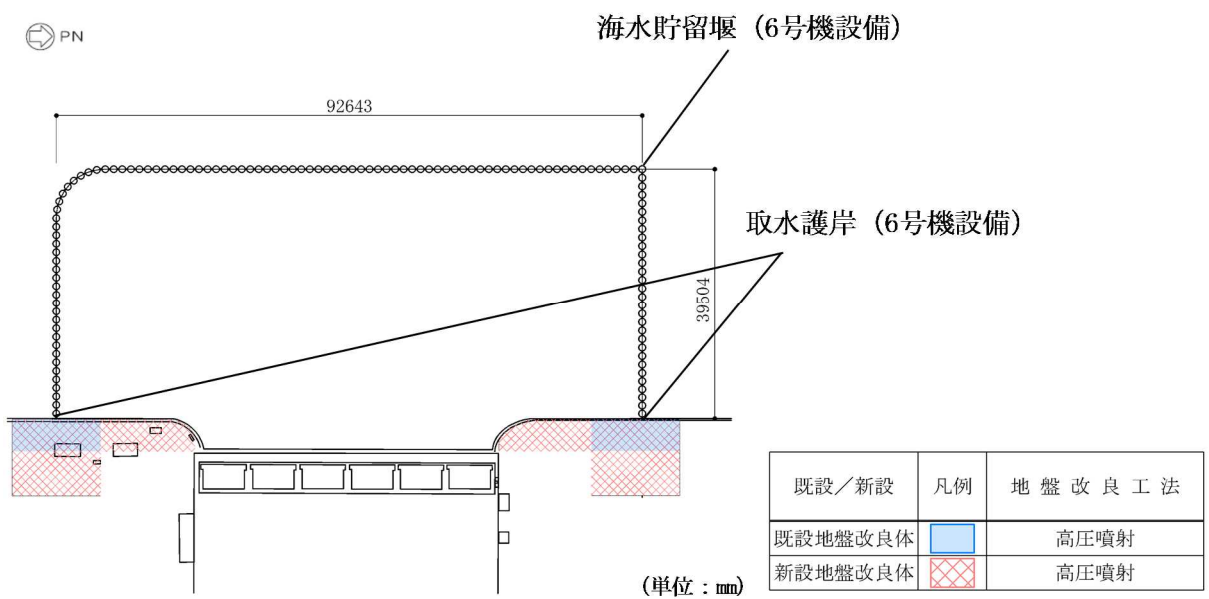 海水貯留堰（6号機設備）
PN
92643
取水護岸（6号機設備）
39504
既設／新設 凡例 地盤改良工法
既設地盤改良体 高圧噴射
新設地盤改良体 高圧噴射
(単位：㎜)